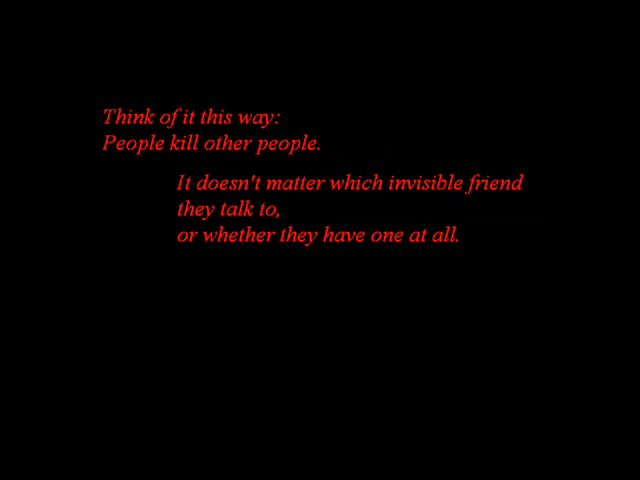 Think of it this way:
People kill other people.
It doesn't matter which invisible friend
they talk to,
or whether they have one at all.